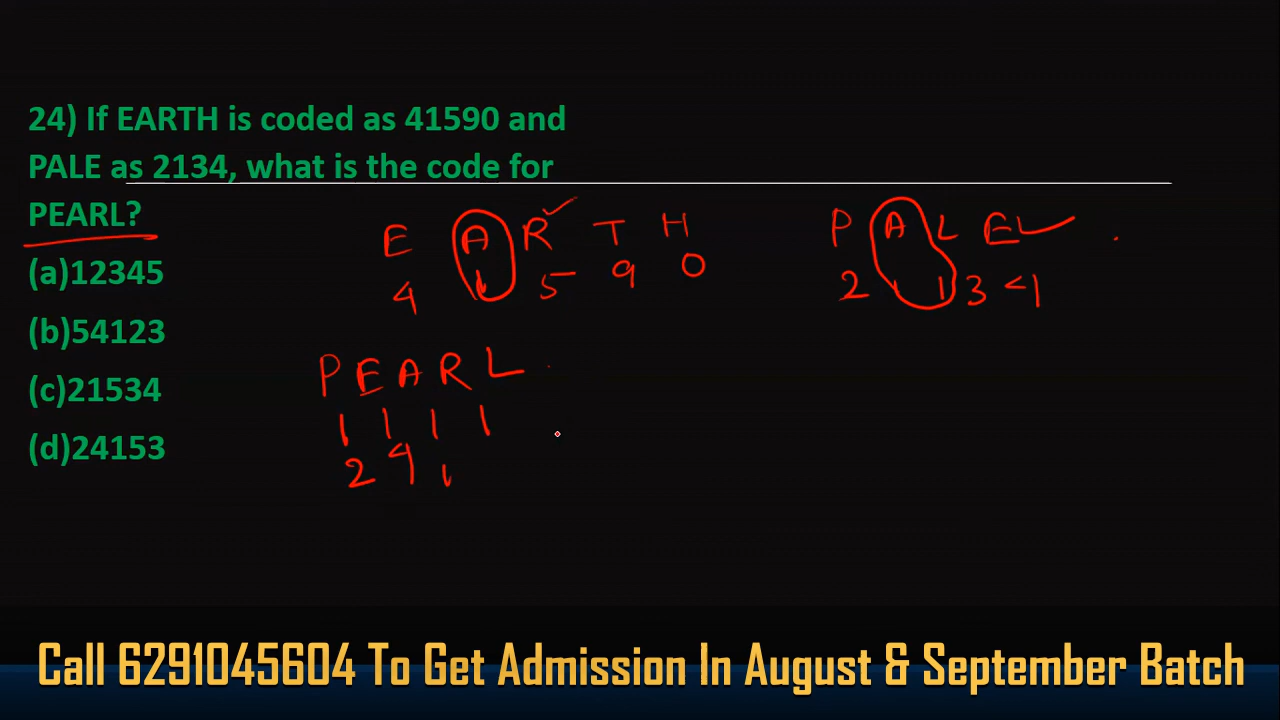 24) If EARTH is coded as 41590 and
PALE as 2134, what is the code for
PEARL?
(a)12345
(b)54123
(c)21534
(d)24153
E A R T H
4 1 5 9 0
P A L E
2 1 3 4
P E A R L
2 4 1
Call 6291045604 To Get Admission In August & September Batch